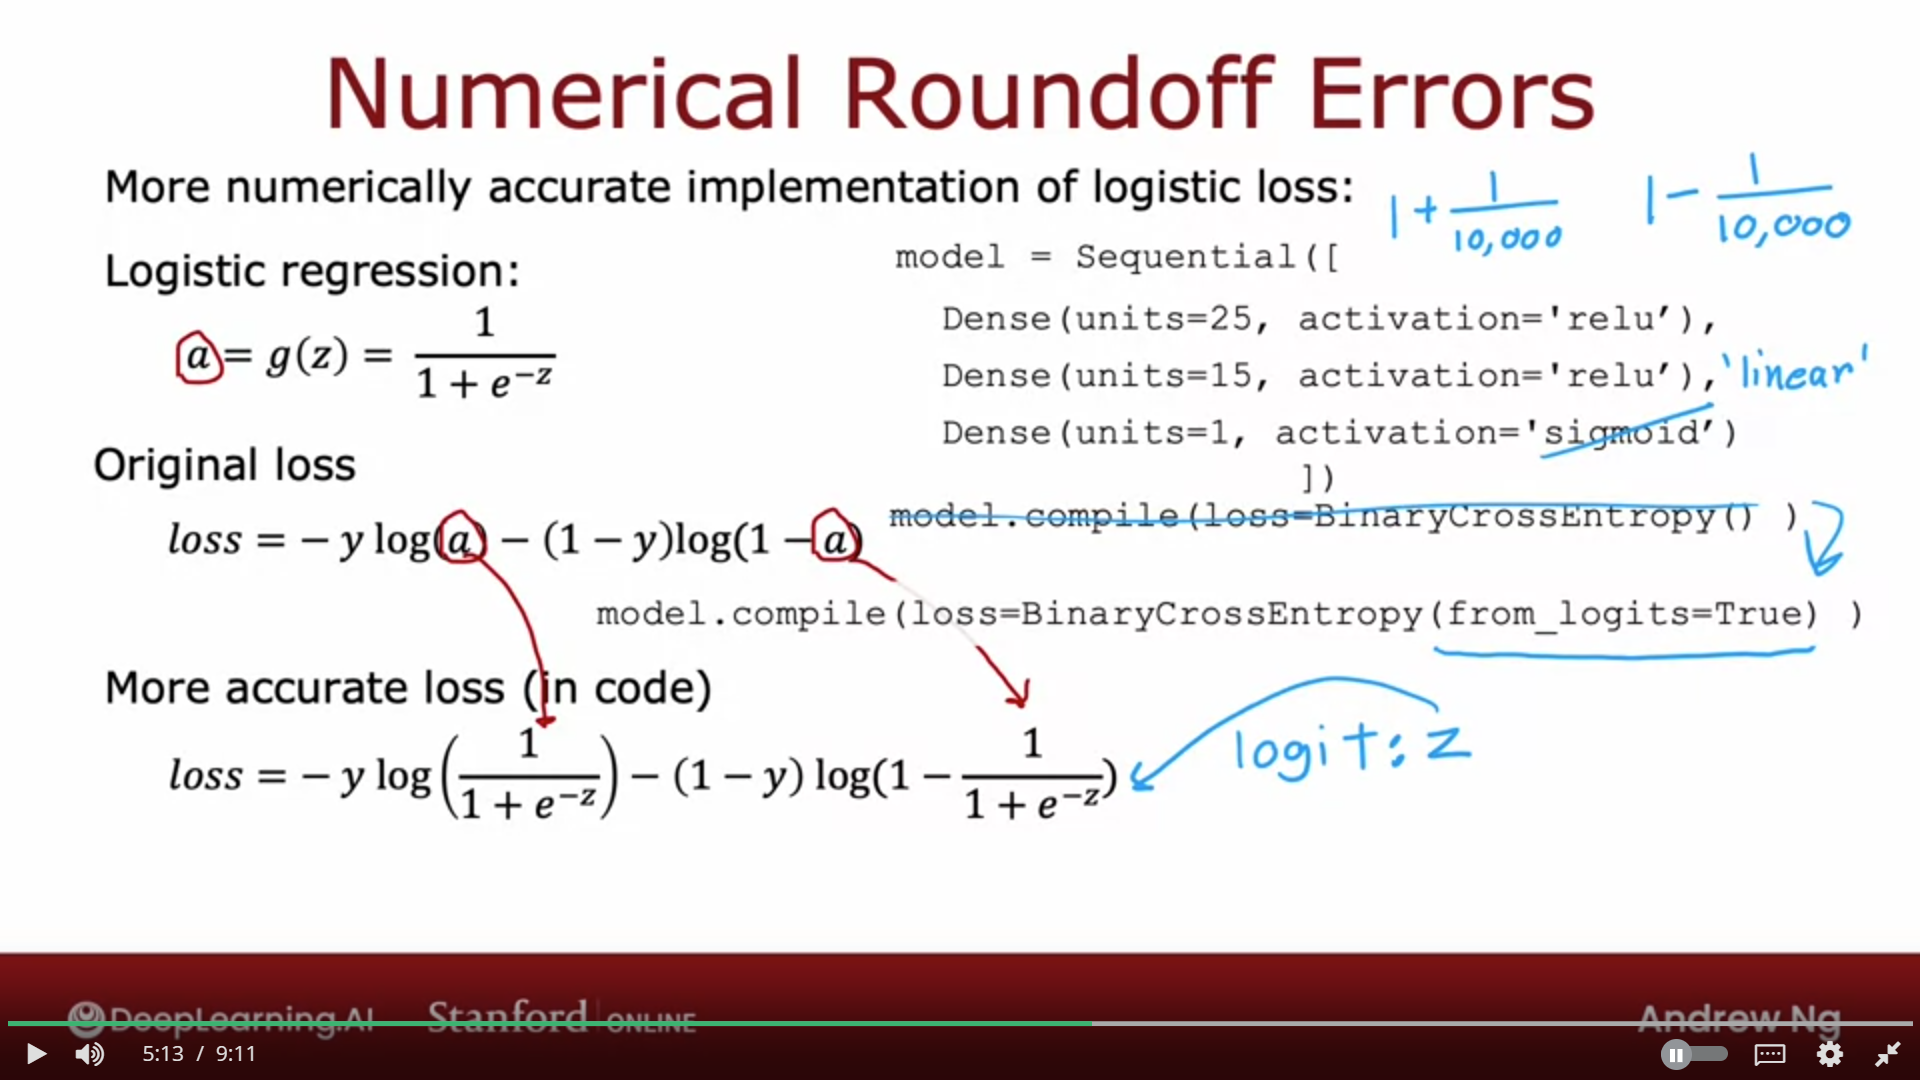 Numerical Roundoff Errors
More numerically accurate implementation of logistic loss:
1 + 1/10,000    1 − 1/10,000
Logistic regression:
model = Sequential([
Dense(units=25, activation='relu’),
a = g(z) = 1/(1 + e^−z)
Dense(units=15, activation='relu’),
'linear'
Dense(units=1, activation='sigmoid’)
])
Original loss
loss = − y log(a) − (1 − y)log(1 − a)
model.compile(loss=BinaryCrossEntropy() )
model.compile(loss=BinaryCrossEntropy(from_logits=True) )
More accurate loss (in code)
loss = − y log(1/(1 + e^−z)) − (1 − y) log(1 − 1/(1 + e^−z))
logit: z
DeepLearning.AI Stanford | ONLINE
Andrew Ng
5:13 / 9:11